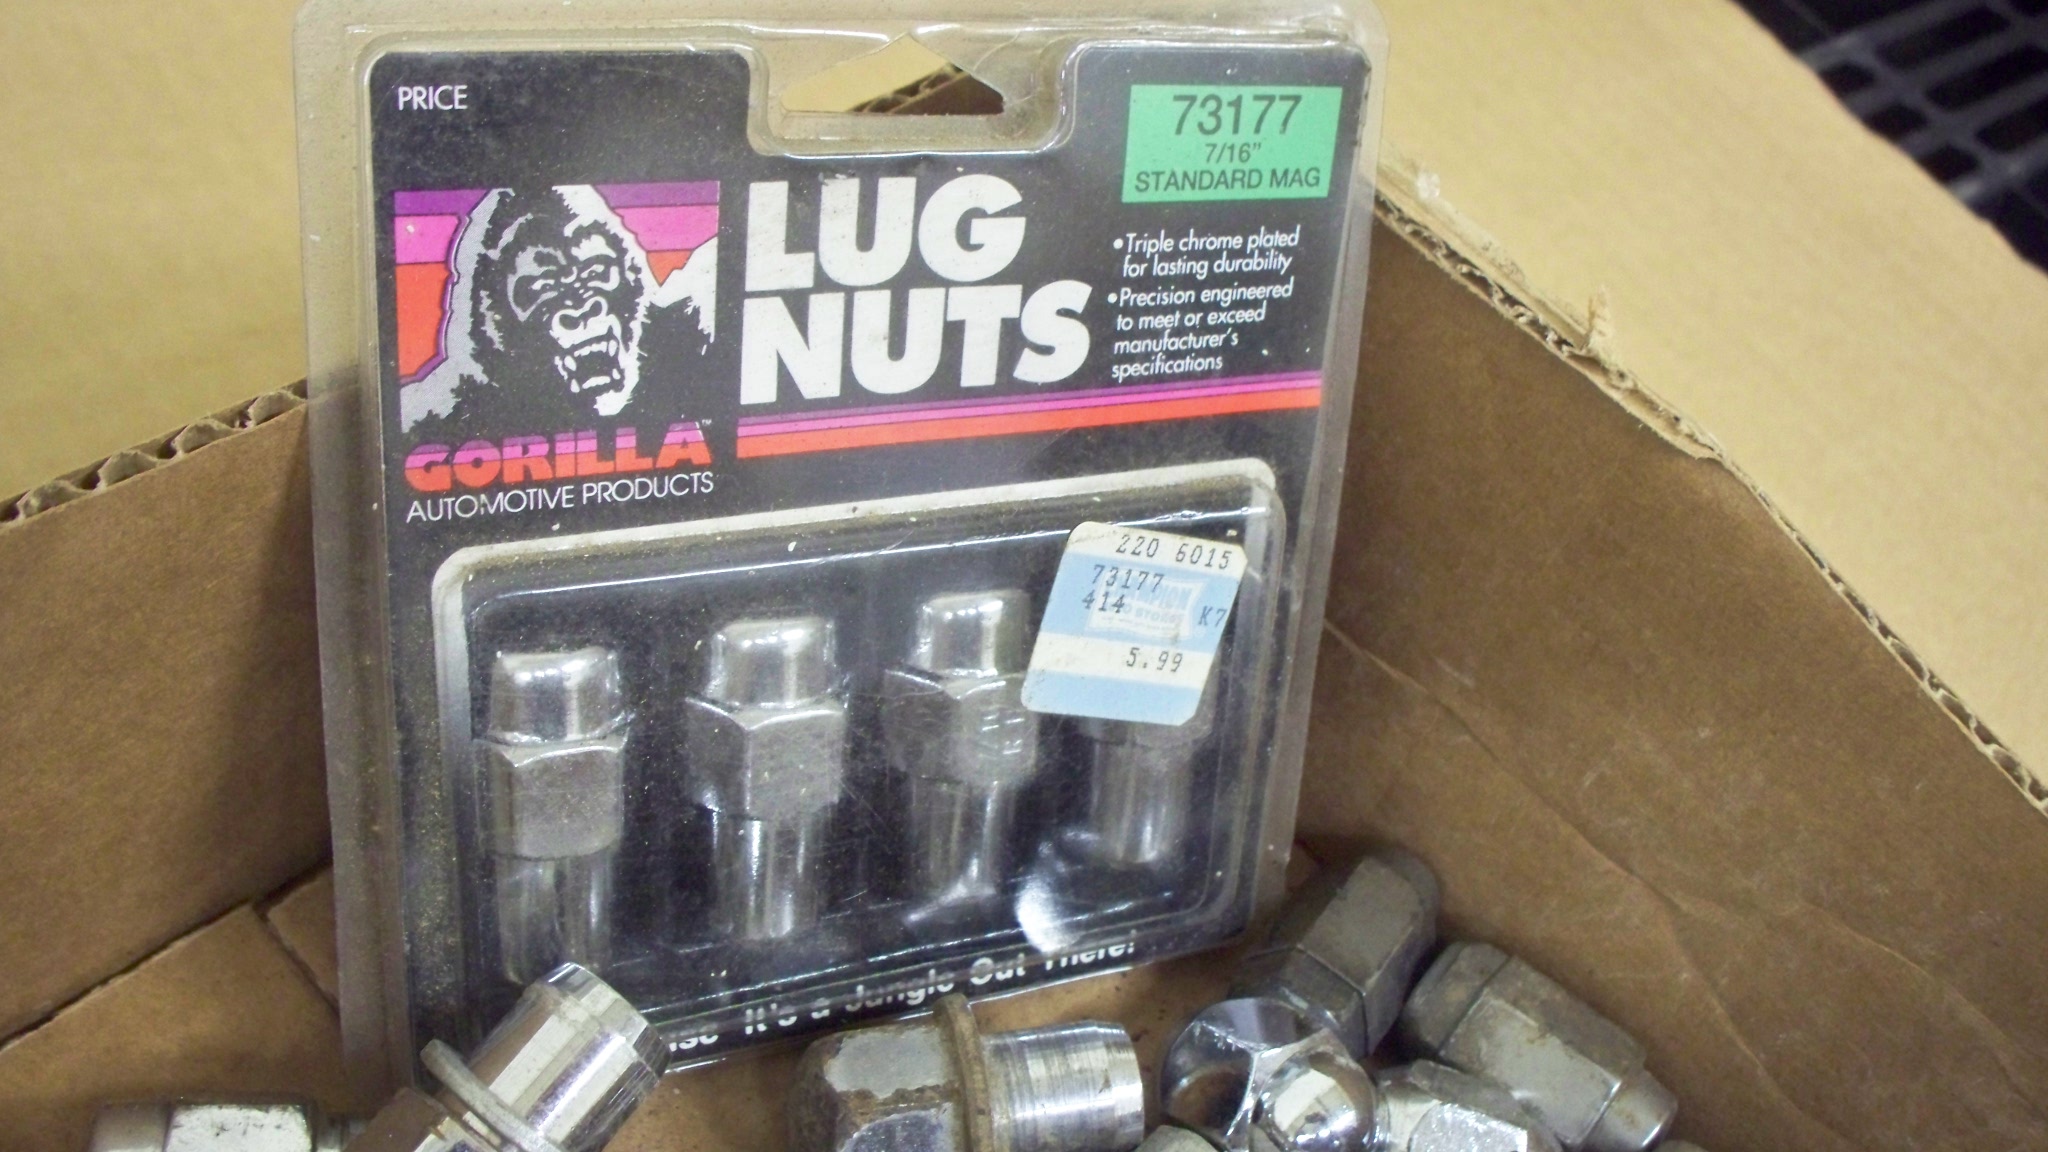 PRICE
73177
7/16"
STANDARD MAG
LUG
NUTS
•Triple chrome plated
for lasting durability
•Precision engineered
to meet or exceed
manufacturer's
specifications
GORILLA™
AUTOMOTIVE PRODUCTS
220 6015
73177
414 K7
5.99
It's a Jungle Out There!